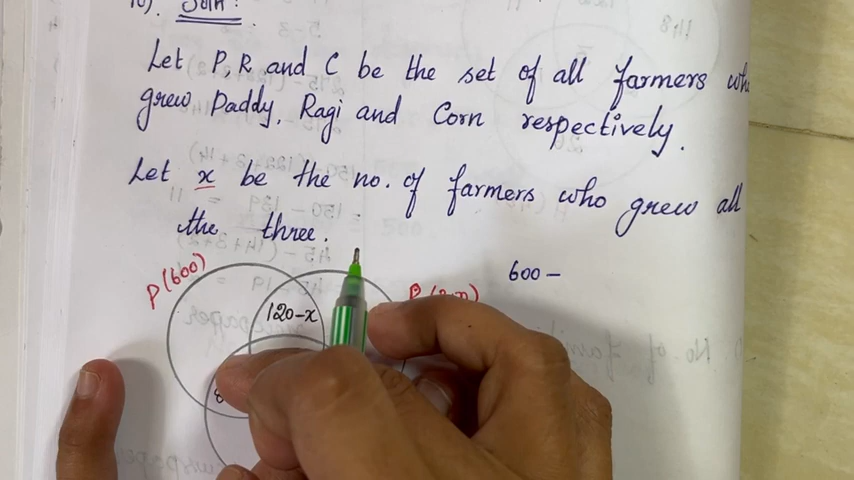 10). Soln:
Let P, R and C be the set of all farmers who
grew Paddy, Ragi and Corn respectively.
Let x be the no. of farmers who grew all
the three.
P(600)
600 -
120-x